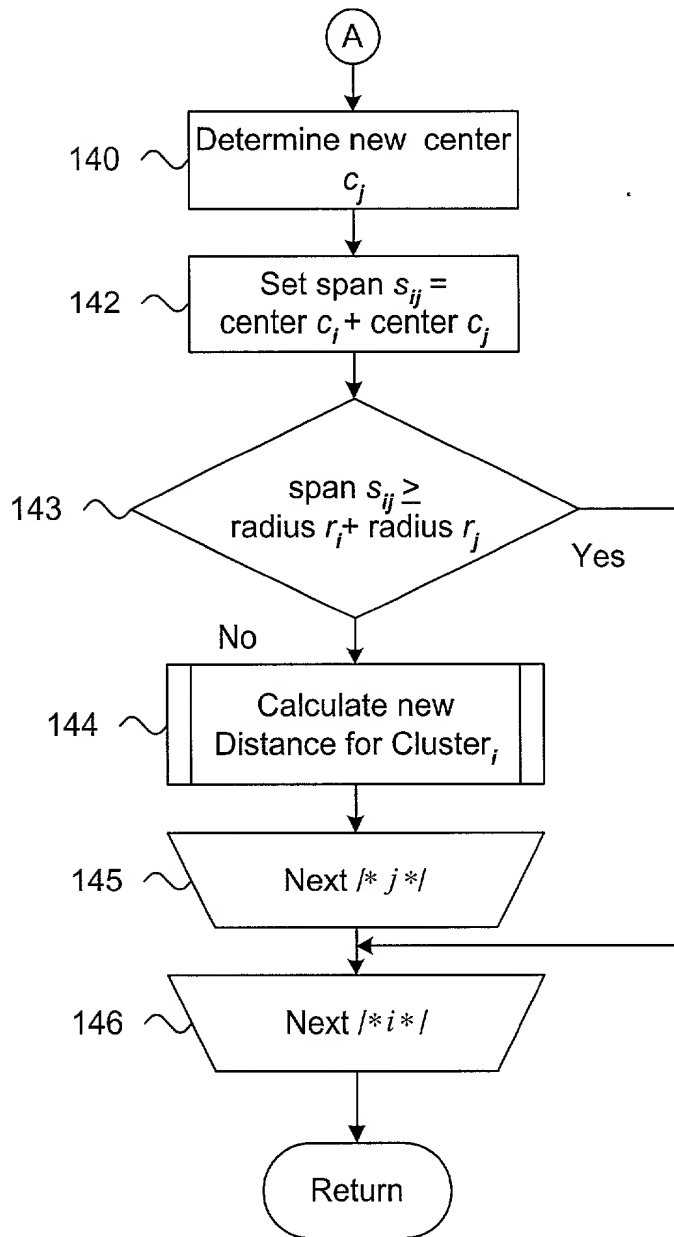 A
140
Determine new center
c_j
142
Set span s_ij =
center c_i + center c_j
143
span s_ij ≥
radius r_i + radius r_j
Yes
No
144
Calculate new
Distance for Cluster_i
145
Next /* j */
146
Next /* i */
Return